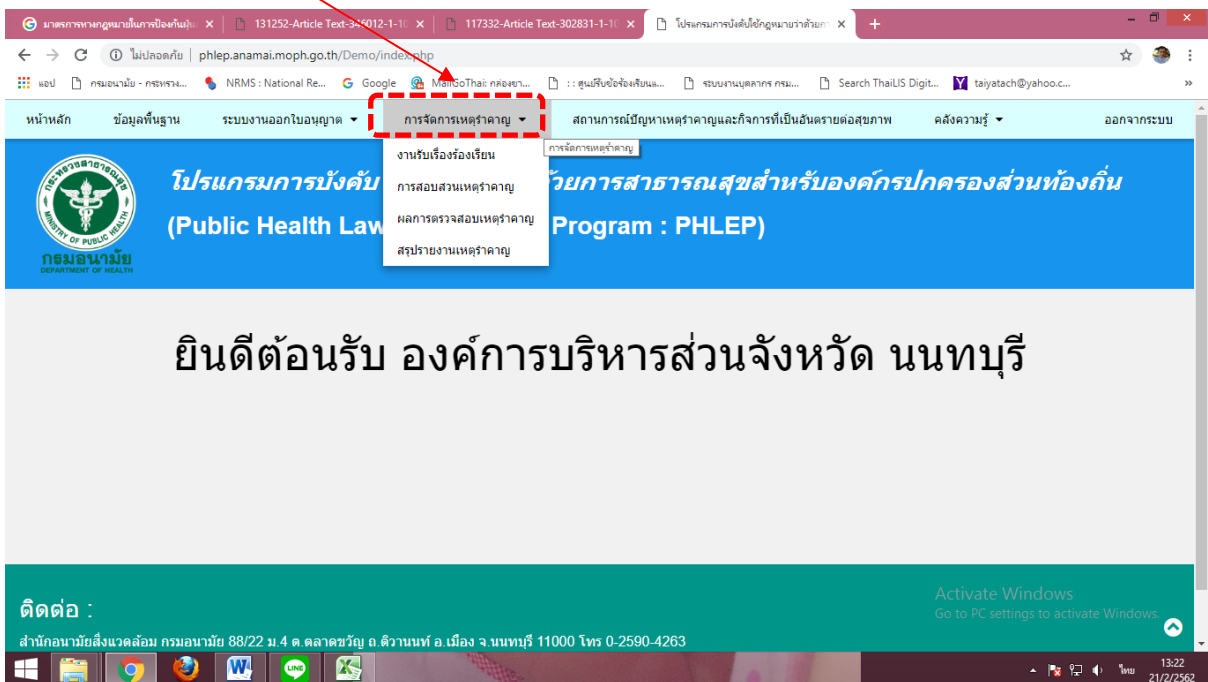 มาตรการทางกฎหมายในการป้องกันฝุ่น
131252-Article Text-346012-1-10
117332-Article Text-302831-1-10
โปรแกรมการบังคับใช้กฎหมายว่าด้วยกา
ไม่ปลอดภัย | phlep.anamai.moph.go.th/Demo/index.php
แอป
กรมอนามัย - กระทรวง...
NRMS : National Re...
Google
MailGoThai: กล่องขา...
: : ศูนย์รับข้อร้องเรียนแ...
ระบบงานบุคลากร กรม...
Search ThaiLIS Digit...
taiyatach@yahoo.c...
»
หน้าหลัก
ข้อมูลพื้นฐาน
ระบบงานออกใบอนุญาต
การจัดการเหตุรำคาญ
สถานการณ์ปัญหาเหตุรำคาญและกิจการที่เป็นอันตรายต่อสุขภาพ
คลังความรู้
ออกจากระบบ
การจัดการเหตุรำคาญ
งานรับเรื่องร้องเรียน
การสอบสวนเหตุรำคาญ
ผลการตรวจสอบเหตุรำคาญ
สรุปรายงานเหตุรำคาญ
กระทรวงสาธารณสุข
MINISTRY OF PUBLIC HEALTH
กรมอนามัย
DEPARTMENT OF HEALTH
โปรแกรมการบังคับ ด้วยการสาธารณสุขสำหรับองค์กรปกครองส่วนท้องถิ่น
(Public Health Law Program : PHLEP)
ยินดีต้อนรับ องค์การบริหารส่วนจังหวัด นนทบุรี
Activate Windows
Go to PC settings to activate Windows.
ติดต่อ :
สำนักอนามัยสิ่งแวดล้อม กรมอนามัย 88/22 ม.4 ต.ตลาดขวัญ ถ.ติวานนท์ อ.เมือง จ.นนทบุรี 11000 โทร 0-2590-4263
LINE
ไทย
13:22
21/2/2562